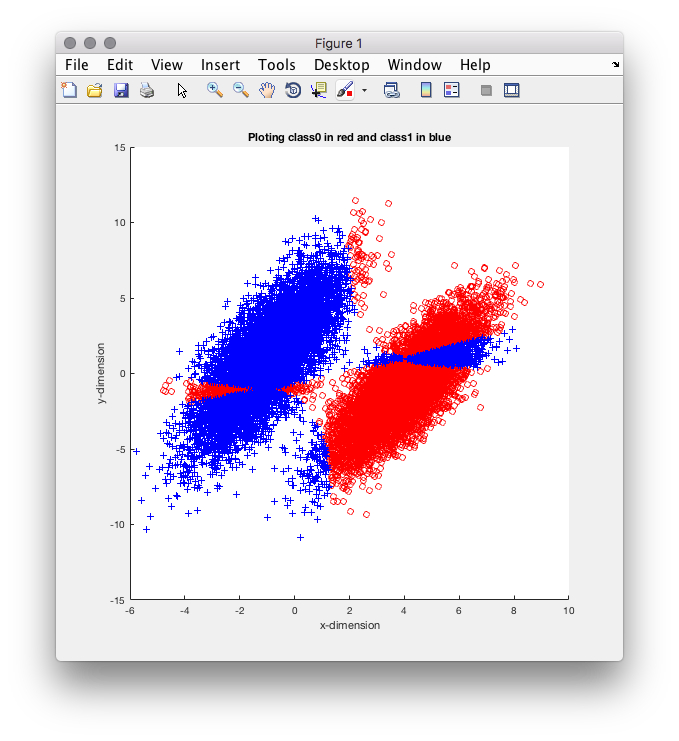 Figure 1
File Edit View Insert Tools Desktop Window Help
Ploting class0 in red and class1 in blue
15
10
5
0
-5
-10
-15
y-dimension
-6 -4 -2 0 2 4 6 8 10
x-dimension